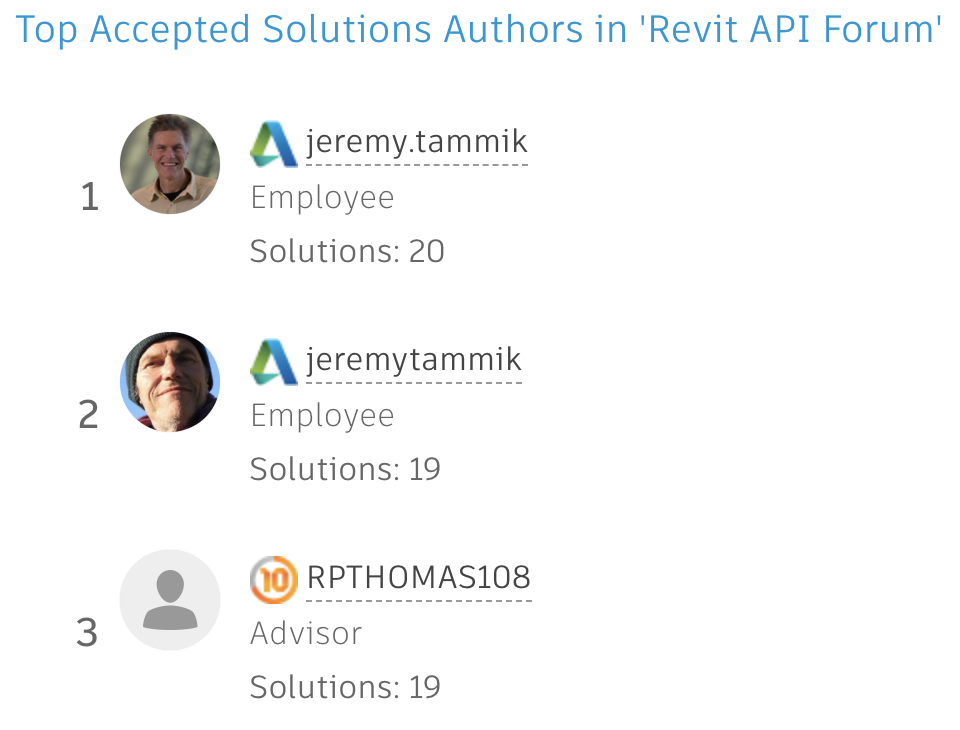 Top Accepted Solutions Authors in 'Revit API Forum'
1
jeremy.tammik
Employee
Solutions: 20
2
jeremytammik
Employee
Solutions: 19
3
10 RPTHOMAS108
Advisor
Solutions: 19